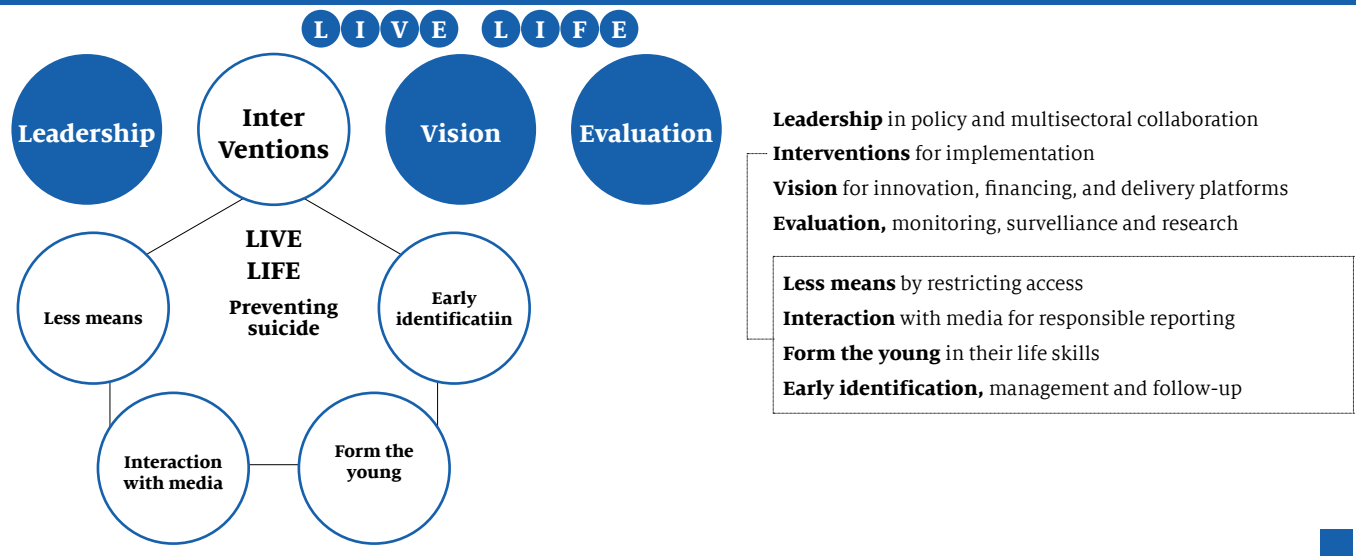 LIVE LIFE
Leadership
Inter
Ventions
Vision
Evaluation
LIVE
LIFE
Preventing
suicide
Less means
Early
identificatiin
Interaction
with media
Form the
young
Leadership in policy and multisectoral collaboration
Interventions for implementation
Vision for innovation, financing, and delivery platforms
Evaluation, monitoring, survelliance and research
Less means by restricting access
Interaction with media for responsible reporting
Form the young in their life skills
Early identification, management and follow-up